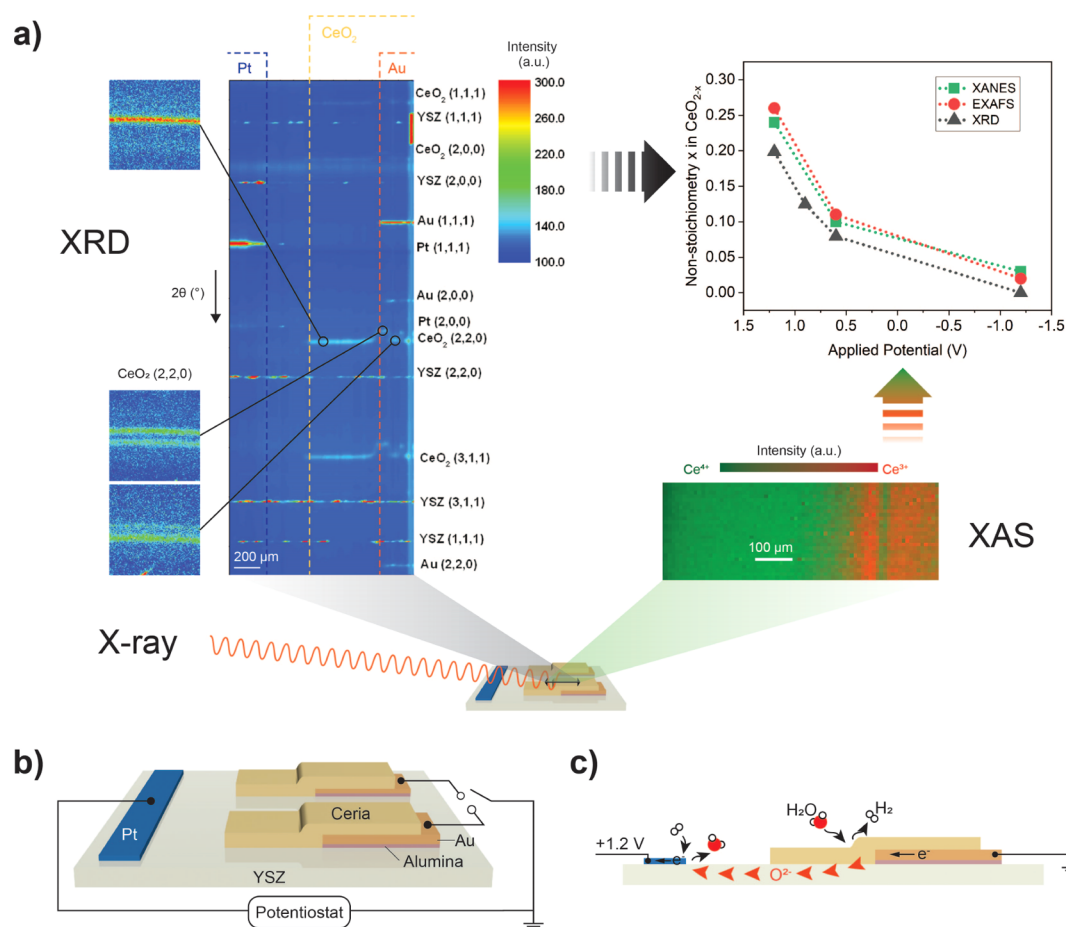 a)
CeO₂
Pt
Au
Intensity
(a.u.)
300.0
260.0
220.0
180.0
140.0
100.0
CeO₂ (1,1,1)
YSZ (1,1,1)
CeO₂ (2,0,0)
YSZ (2,0,0)
Au (1,1,1)
Pt (1,1,1)
Au (2,0,0)
Pt (2,0,0)
CeO₂ (2,2,0)
YSZ (2,2,0)
CeO₂ (3,1,1)
YSZ (3,1,1)
YSZ (1,1,1)
Au (2,2,0)
XRD
2θ (°)
CeO₂ (2,2,0)
200 µm
Non-stoichiometry x in CeO₂₋ₓ
0.30
0.25
0.20
0.15
0.10
0.05
0.00
1.5
1.0
0.5
0.0
-0.5
-1.0
-1.5
Applied Potential (V)
XANES
EXAFS
XRD
Intensity (a.u.)
Ce⁴⁺
Ce³⁺
100 µm
XAS
X-ray
b)
Pt
Ceria
Au
Alumina
YSZ
Potentiostat
c)
H₂O
H₂
+1.2 V
e⁻
e⁻
O²⁻